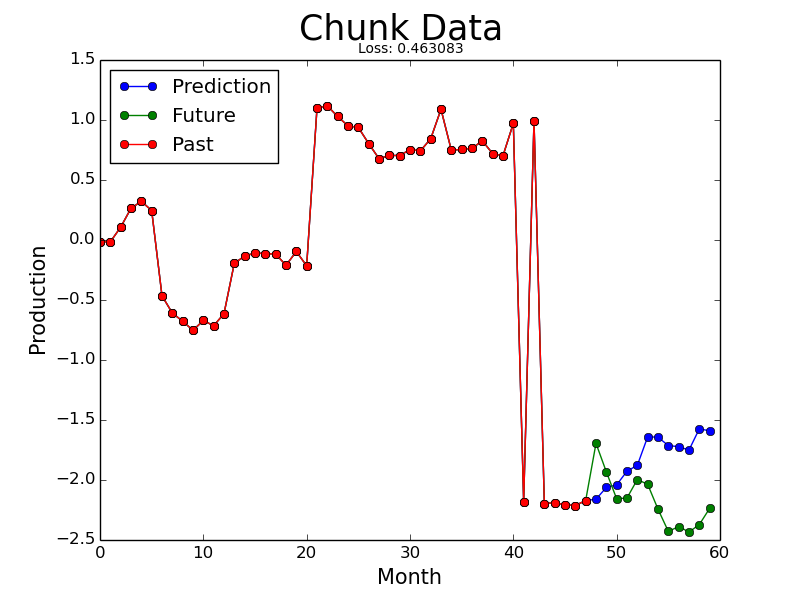 Chunk Data
Loss: 0.463083
Prediction
Future
Past
Production
1.5
1.0
0.5
0.0
−0.5
−1.0
−1.5
−2.0
−2.5
0 10 20 30 40 50 60
Month